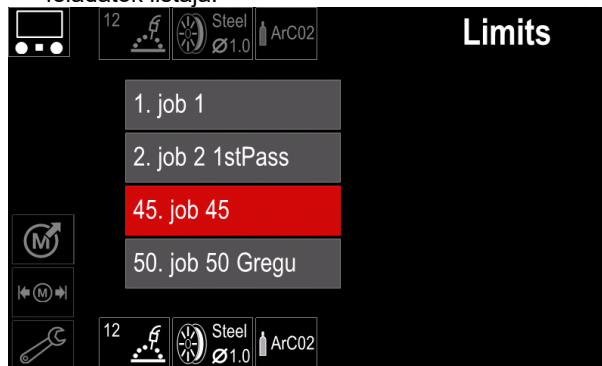 feladatok listája.
12 Steel Ø1.0 ArC02 Limits
1. job 1
2. job 2 1stPass
45. job 45
50. job 50 Gregu
M
M
12 Steel Ø1.0 ArC02